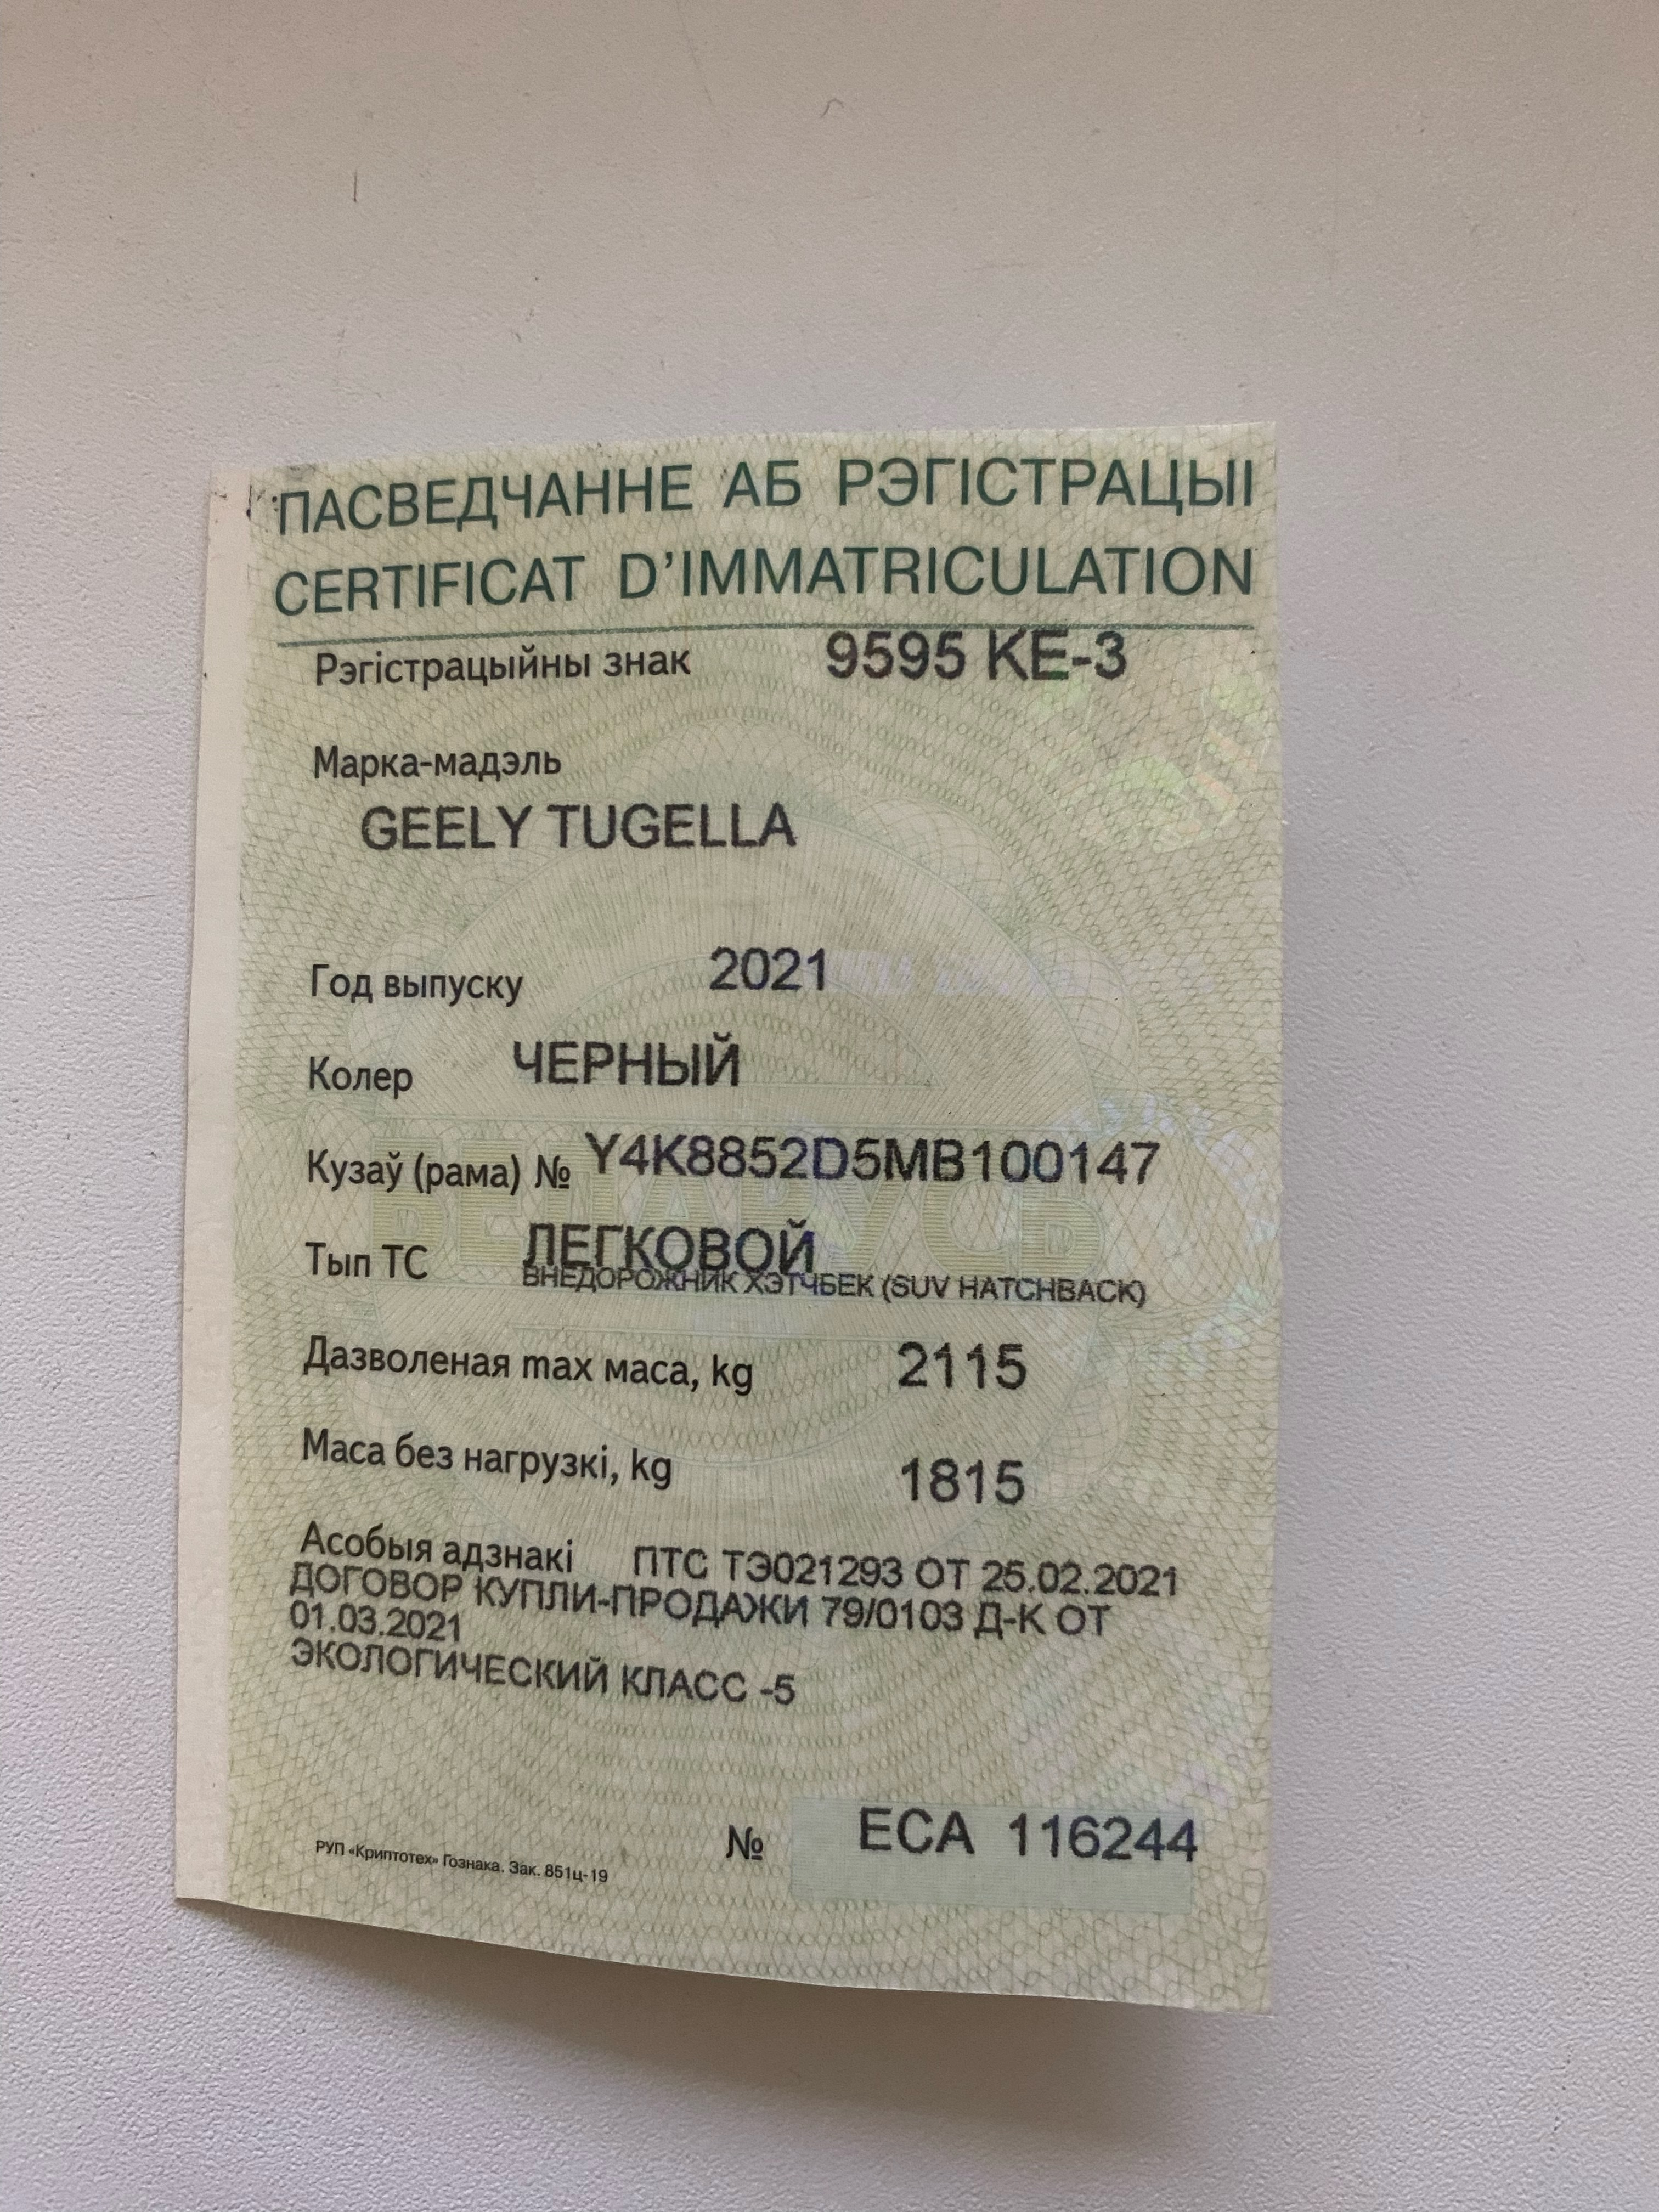 ПАСВЕДЧАННЕ АБ РЭГІСТРАЦЫІ
CERTIFICAT D'IMMATRICULATION
Рэгістрацыйны знак 9595 KE-3
Марка-мадэль
GEELY TUGELLA
Год выпуску 2021
Колер ЧЕРНЫЙ
Кузаў (рама) № Y4K8852D5MB100147
БЕЛАРУСЬ
Тып ТС ЛЕГКОВОЙ
ВНЕДОРОЖНИК ХЭТЧБЕК (SUV HATCHBACK)
Дазволеная max маса, kg 2115
Маса без нагрузкі, kg 1815
Асобыя адзнакі ПТС ТЭ021293 ОТ 25.02.2021
ДОГОВОР КУПЛИ-ПРОДАЖИ 79/0103 Д-К ОТ
01.03.2021
ЭКОЛОГИЧЕСКИЙ КЛАСС -5
№ ECA 116244
РУП «Криптотех» Гознака. Зак. 851ц-19